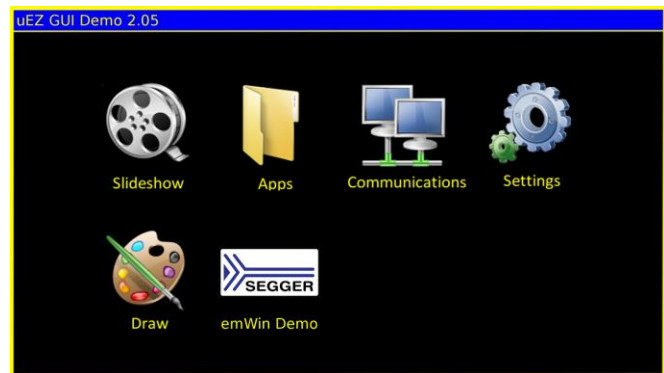 uEZ GUI Demo 2.05
Slideshow
Apps
Communications
Settings
SEGGER
Draw
emWin Demo